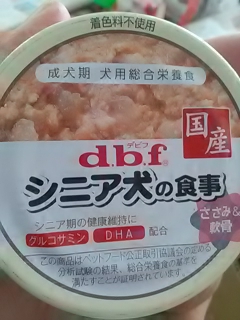 着色料不使用
成犬期 犬用総合栄養食
国産
デビフ
d.b.f
シニア犬の食事
ささみ&
軟骨
シニア期の健康維持に
グルコサミン DHA 配合
この商品はペットフード公正取引協議会の定める
分析試験の結果、総合栄養食の基準を
満たすことが証明されています。